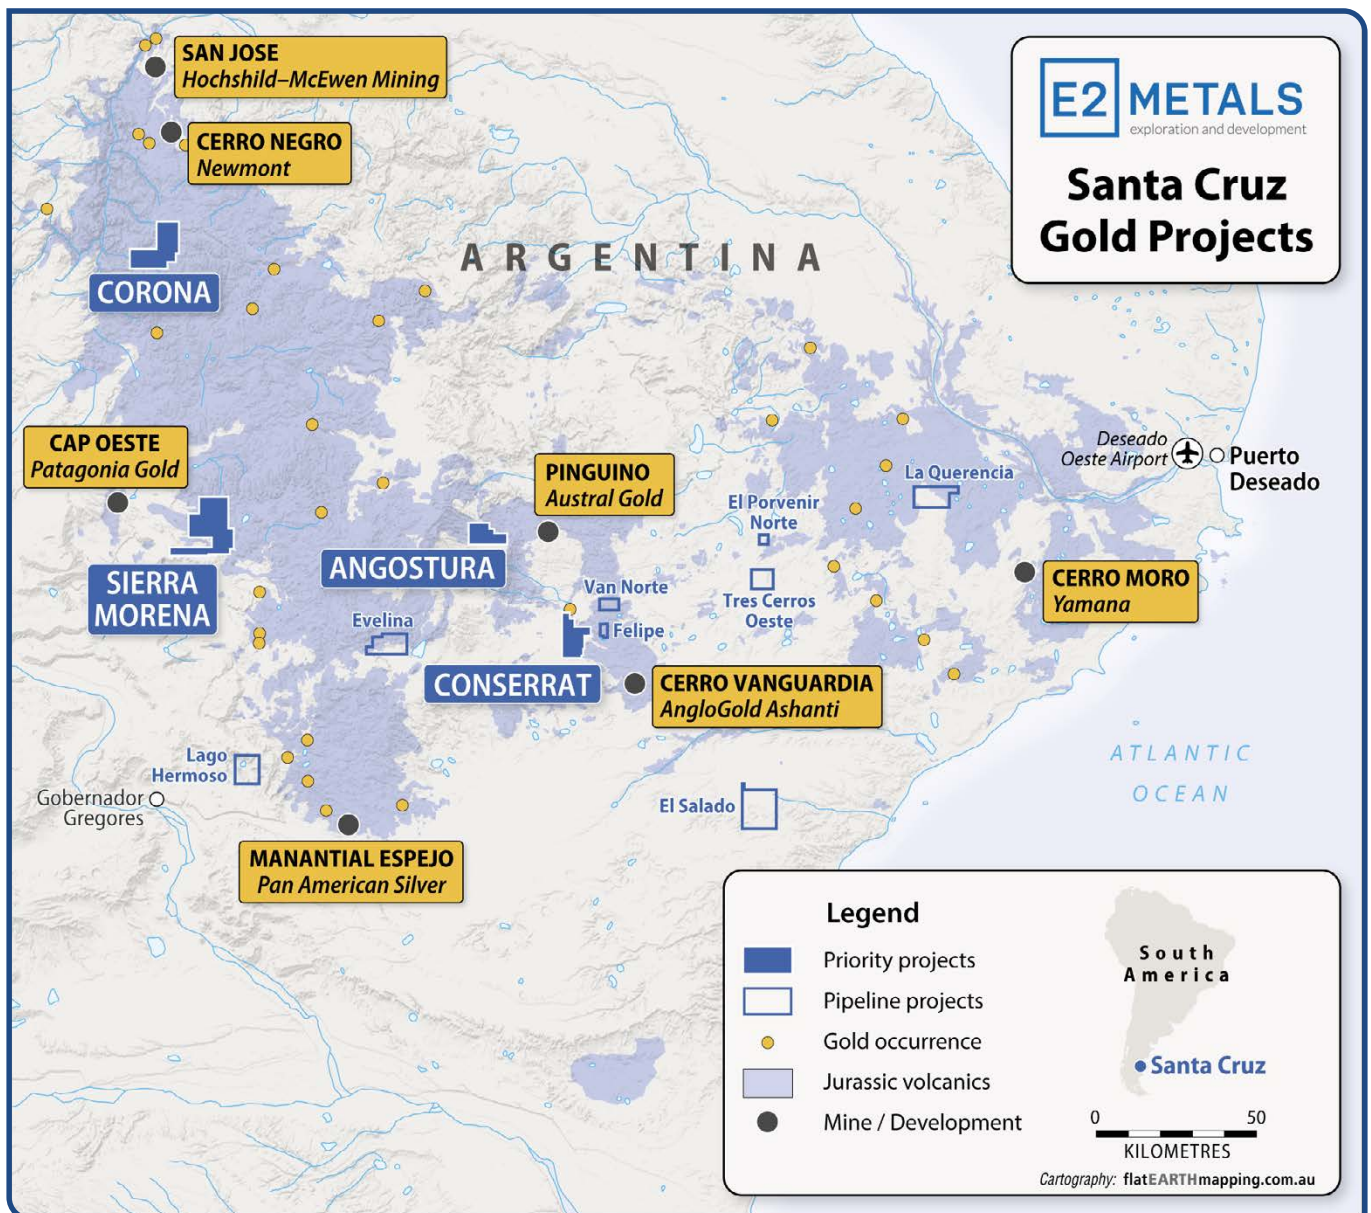 SAN JOSE
Hochshild–McEwen Mining
CERRO NEGRO
Newmont
E2 METALS
exploration and development
Santa Cruz
Gold Projects
ARGENTINA
CORONA
CAP OESTE
Patagonia Gold
PINGUINO
Austral Gold
Deseado
Oeste Airport
Puerto
Deseado
La Querencia
El Porvenir
Norte
SIERRA
MORENA
ANGOSTURA
Van Norte
Tres Cerros
Oeste
CERRO MORO
Yamana
Evelina
Felipe
CONSERRAT
CERRO VANGUARDIA
AngloGold Ashanti
Lago
Hermoso
Gobernador
Gregores
El Salado
ATLANTIC
OCEAN
MANANTIAL ESPEJO
Pan American Silver
Legend
Priority projects
Pipeline projects
Gold occurrence
Jurassic volcanics
Mine / Development
South
America
Santa Cruz
0 50
KILOMETRES
Cartography: flatEARTHmapping.com.au